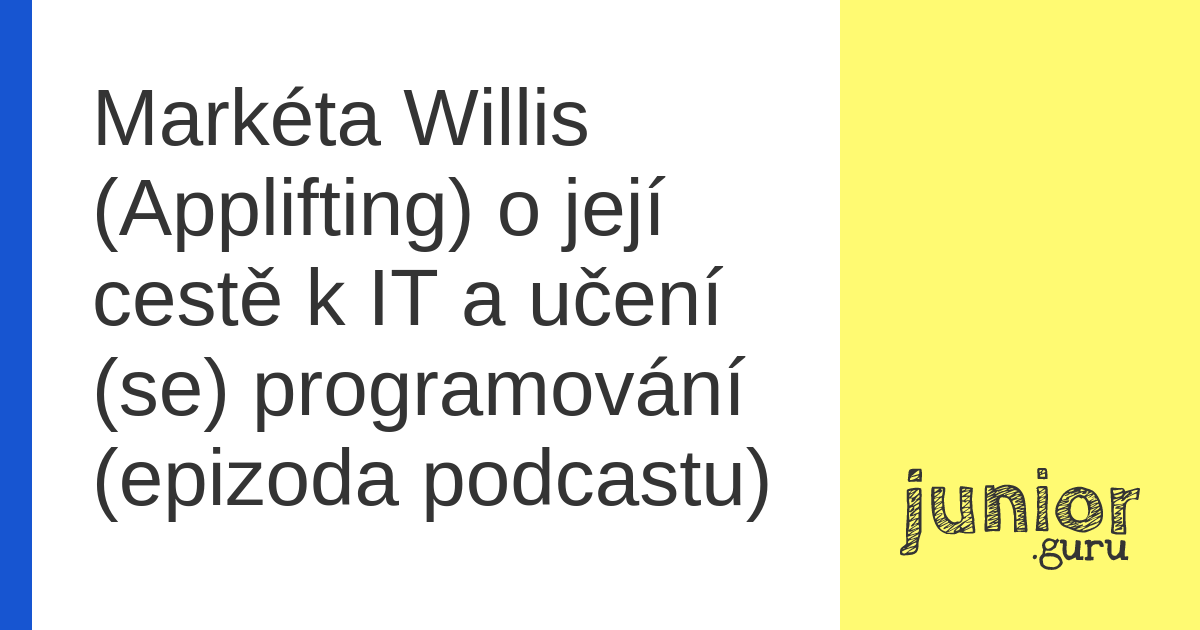 Markéta Willis
(Applifting) o její
cestě k IT a učení
(se) programování
(epizoda podcastu)
junior
.guru